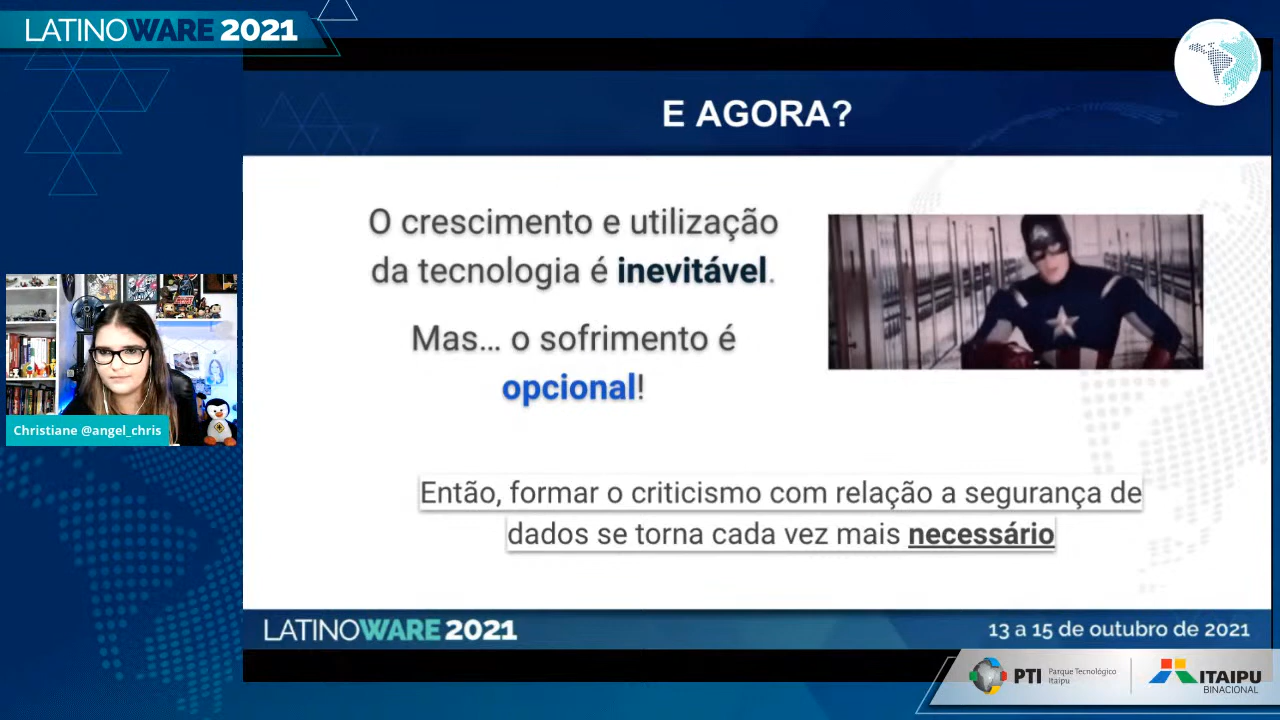 LATINOWARE 2021
E AGORA?
O crescimento e utilização
da tecnologia é inevitável.
Mas... o sofrimento é
opcional!
Christiane @angel_chris
Então, formar o criticismo com relação a segurança de
dados se torna cada vez mais necessário
LATINOWARE 2021
13 a 15 de outubro de 2021
PTI
Parque Tecnológico
Itaipu
ITAIPU
BINACIONAL